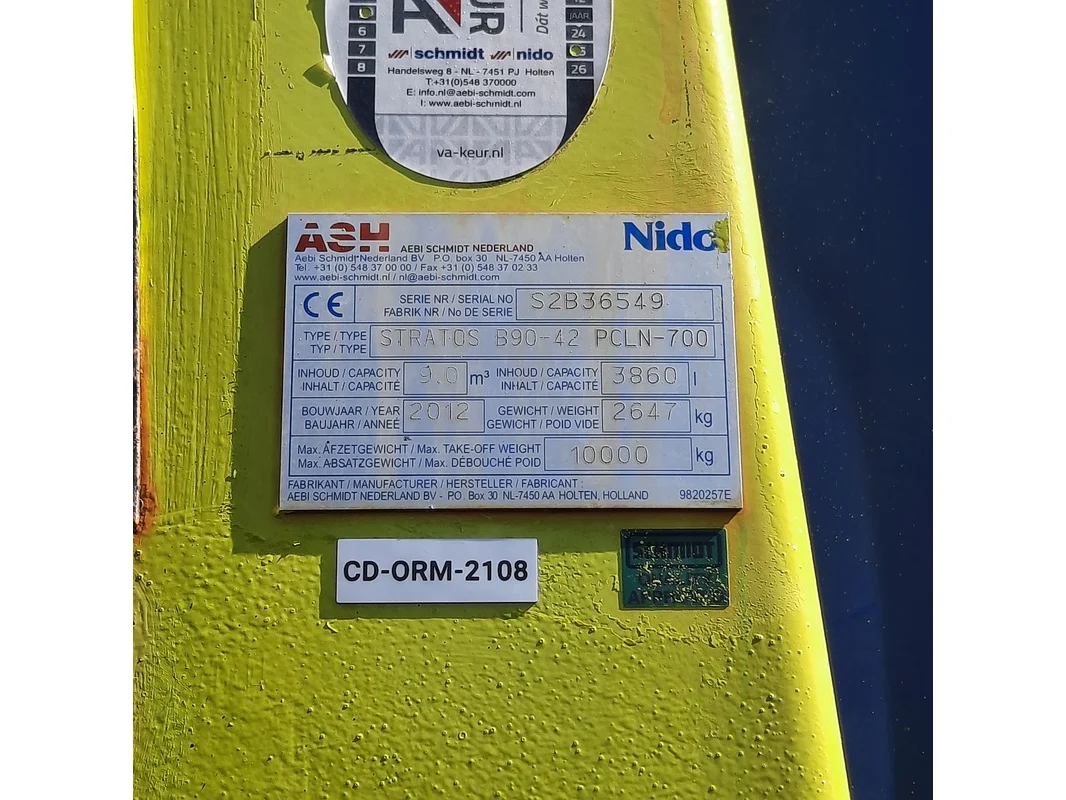 UR
Dát w
JAAR
6
24
7
schmidt nido
8
26
Handelsweg 8 - NL - 7451 PJ Holten
T:+31(0)548 370000
E: info.nl@aebi-schmidt.com
I: www.aebi-schmidt.nl
va-keur.nl
ASH AEBI SCHMIDT NEDERLAND Nido
Aebi Schmidt Nederland BV P.O. box 30 NL-7450 AA Holten
Tel. +31 (0) 548 37 00 00 / Fax +31 (0) 548 37 02 33
www.aebi-schmidt.nl / nl@aebi-schmidt.com
CE SERIE NR / SERIAL NO S2B36549
FABRIK NR / No DE SERIE
TYPE / TYPE STRATOS B90-42 PCLN-700
TYP / TYPE
INHOUD / CAPACITY 9.0 m³ INHOUD / CAPACITY 3860 l
INHALT / CAPACITÉ INHALT / CAPACITÉ
BOUWJAAR / YEAR 2012 GEWICHT / WEIGHT 2647 kg
BAUJAHR / ANNEÉ GEWICHT / POID VIDE
Max. AFZETGEWICHT / Max. TAKE-OFF WEIGHT 10000 kg
Max. ABSATZGEWICHT / Max. DÉBOUCHÉ POID
FABRIKANT / MANUFACTURER / HERSTELLER / FABRICANT :
AEBI SCHMIDT NEDERLAND BV - P.O. Box 30 NL-7450 AA HOLTEN, HOLLAND 9820257E
CD-ORM-2108
SCHMIDT